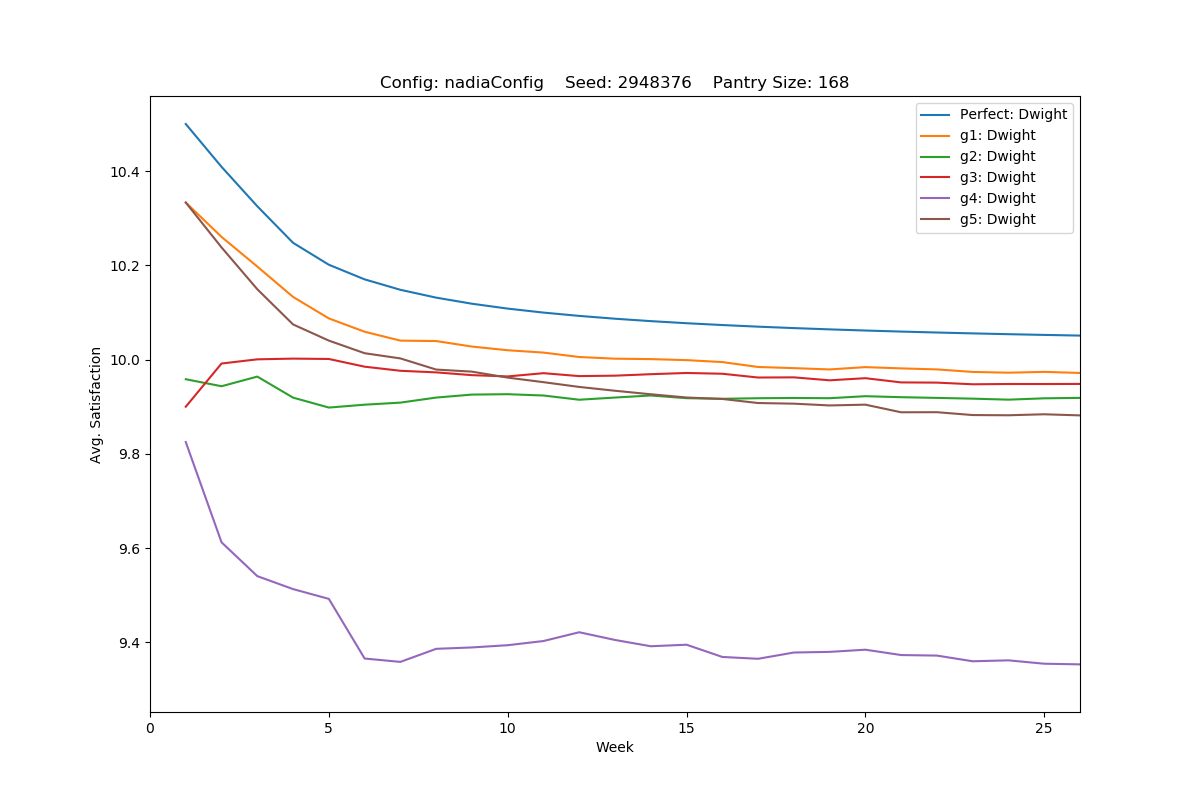 Config: nadiaConfig    Seed: 2948376    Pantry Size: 168
Perfect: Dwight
g1: Dwight
g2: Dwight
g3: Dwight
g4: Dwight
g5: Dwight
Avg. Satisfaction
10.4
10.2
10.0
9.8
9.6
9.4
0 5 10 15 20 25
Week